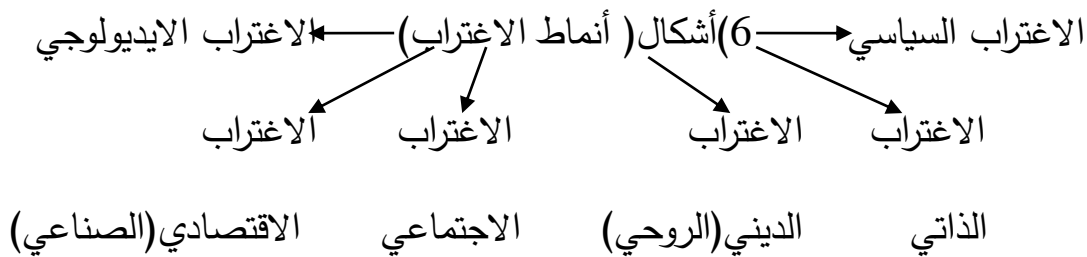 الاغتراب السياسي 6)أشكال( أنماط الاغتراب) الاغتراب الايديولوجي
الاغتراب الاغتراب الاغتراب الاغتراب
الذاتي الديني(الروحي) الاجتماعي الاقتصادي(الصناعي)